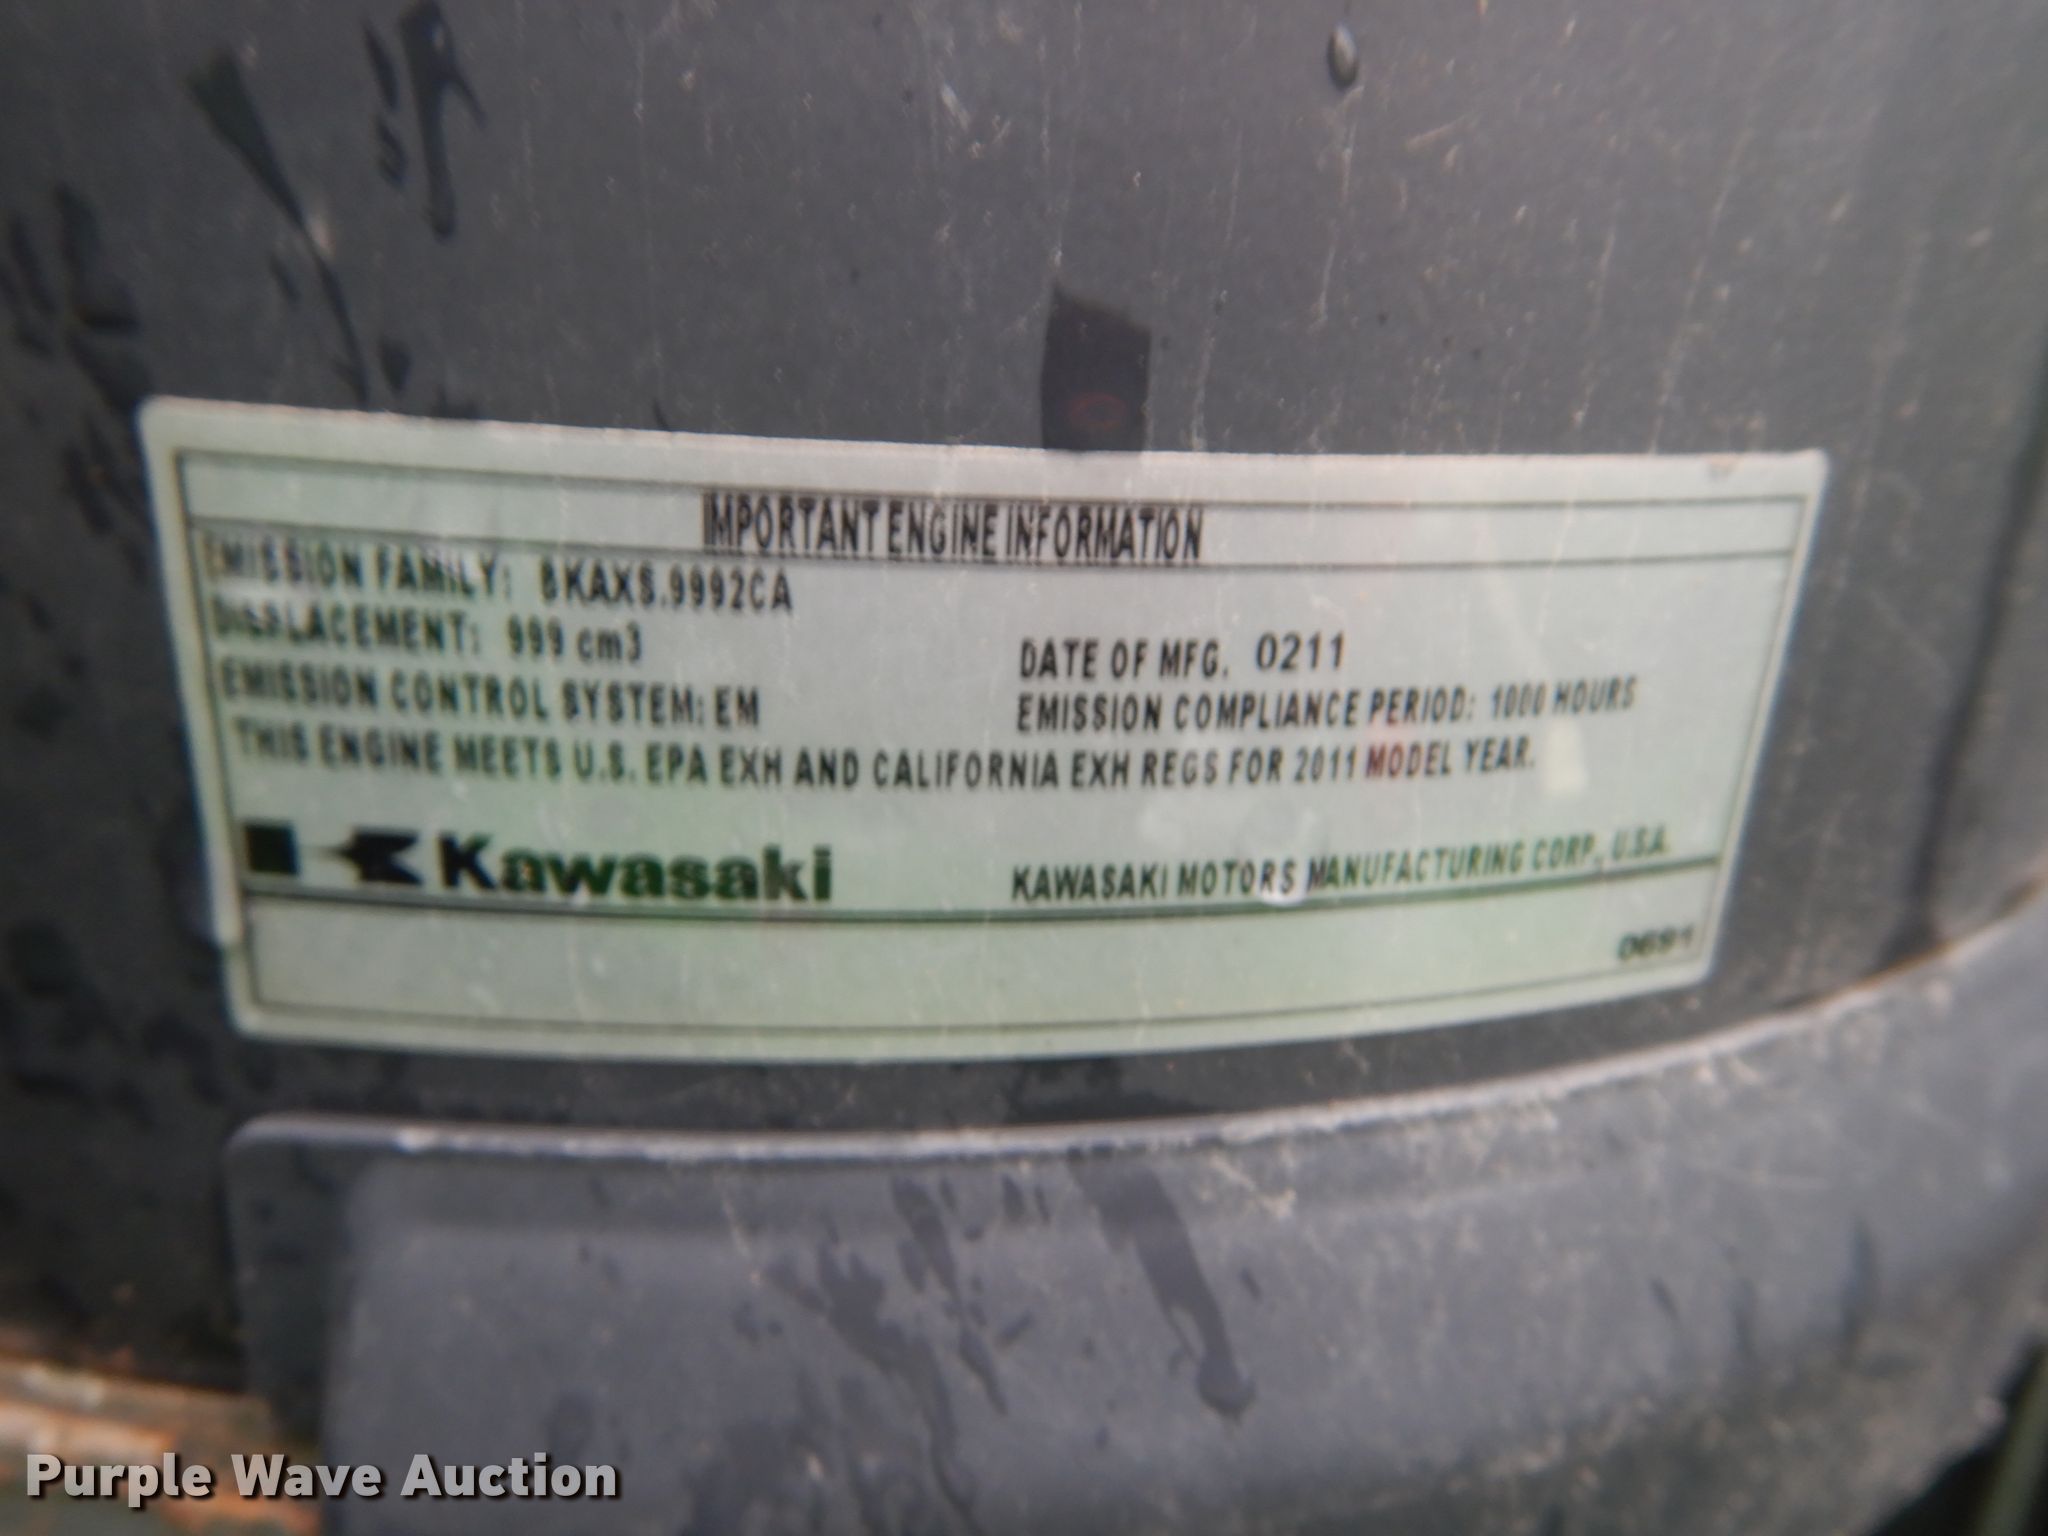 IMPORTANT ENGINE INFORMATION
EMISSION FAMILY: BKAXS.9992CA
DISPLACEMENT: 999 cm3
DATE OF MFG. 0211
EMISSION CONTROL SYSTEM: EM
EMISSION COMPLIANCE PERIOD: 1000 HOURS
THIS ENGINE MEETS U.S. EPA EXH AND CALIFORNIA EXH REGS FOR 2011 MODEL YEAR.
Kawasaki
KAWASAKI MOTORS MANUFACTURING CORP., U.S.A.
0691
Purple Wave Auction